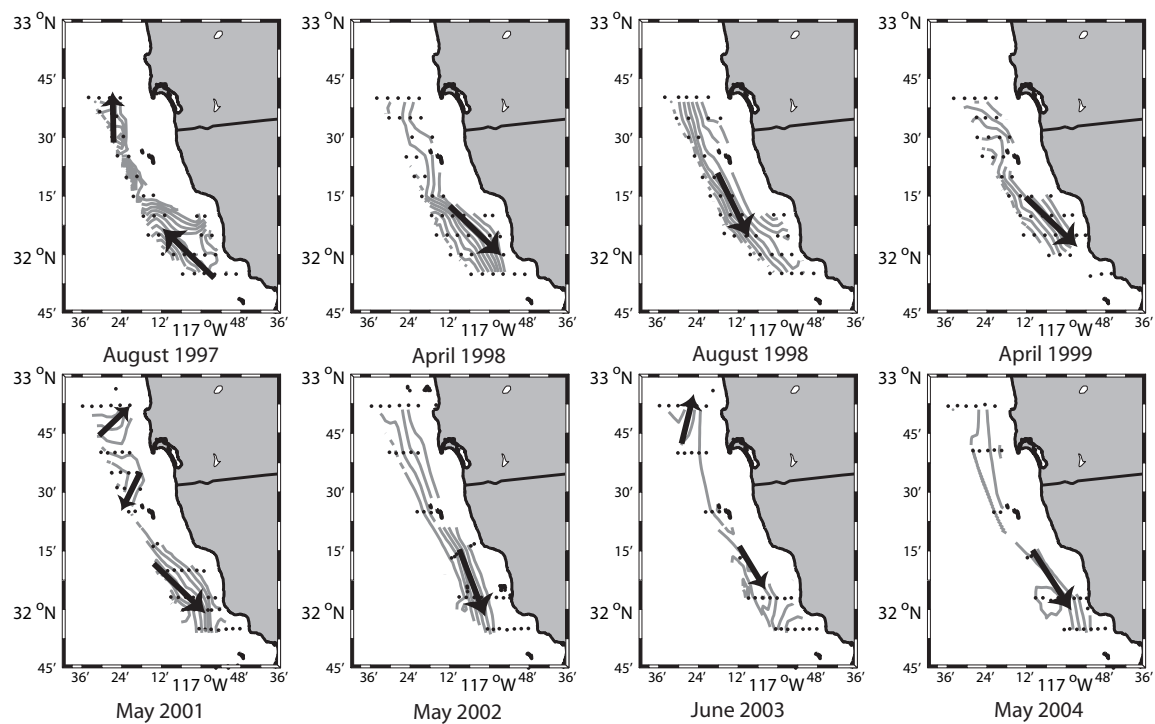 33 °N 33 °N 33 °N 33 °N
45′ 45′ 45′ 45′
30′ 30′ 30′ 30′
15′ 15′ 15′ 15′
32 °N 32 °N 32 °N 32 °N
45′ 45′ 45′ 45′
36′ 24′ 12′ 117 °W 48′ 36′ 36′ 24′ 12′ 117 °W 48′ 36′ 36′ 24′ 12′ 117 °W 48′ 36′ 36′ 24′ 12′ 117 °W 48′ 36′
August 1997 April 1998 August 1998 April 1999
33 °N 33 °N 33 °N 33 °N
45′ 45′ 45′ 45′
30′ 30′ 30′ 30′
15′ 15′ 15′ 15′
32 °N 32 °N 32 °N 32 °N
45′ 45′ 45′ 45′
36′ 24′ 12′ 117 °W 48′ 36′ 36′ 24′ 12′ 117 °W 48′ 36′ 36′ 24′ 12′ 117 °W 48′ 36′ 36′ 24′ 12′ 117 °W 48′ 36′
May 2001 May 2002 June 2003 May 2004